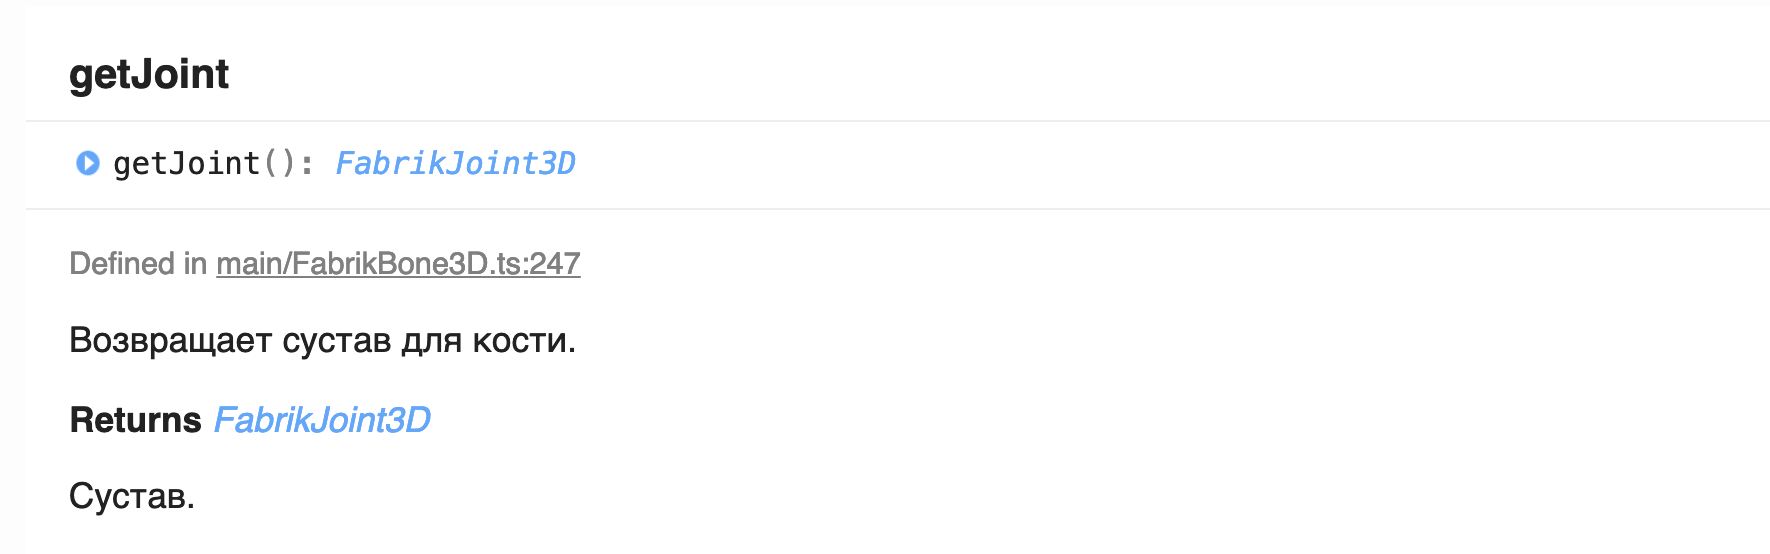 getJoint
getJoint(): FabrikJoint3D
Defined in main/FabrikBone3D.ts:247
Возвращает сустав для кости.
Returns FabrikJoint3D
Сустав.